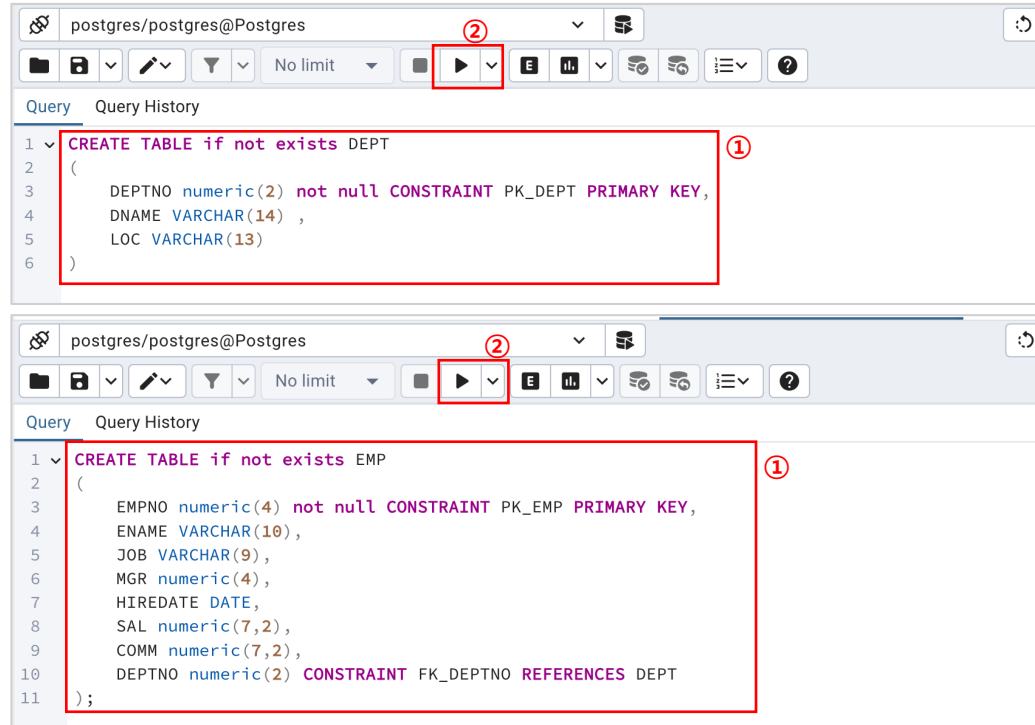 postgres/postgres@Postgres
②
No limit
E
Query Query History
①
1 CREATE TABLE if not exists DEPT
2 (
3 DEPTNO numeric(2) not null CONSTRAINT PK_DEPT PRIMARY KEY,
4 DNAME VARCHAR(14) ,
5 LOC VARCHAR(13)
6 )
postgres/postgres@Postgres
②
No limit
E
Query Query History
①
1 CREATE TABLE if not exists EMP
2 (
3 EMPNO numeric(4) not null CONSTRAINT PK_EMP PRIMARY KEY,
4 ENAME VARCHAR(10),
5 JOB VARCHAR(9),
6 MGR numeric(4),
7 HIREDATE DATE,
8 SAL numeric(7,2),
9 COMM numeric(7,2),
10 DEPTNO numeric(2) CONSTRAINT FK_DEPTNO REFERENCES DEPT
11 );